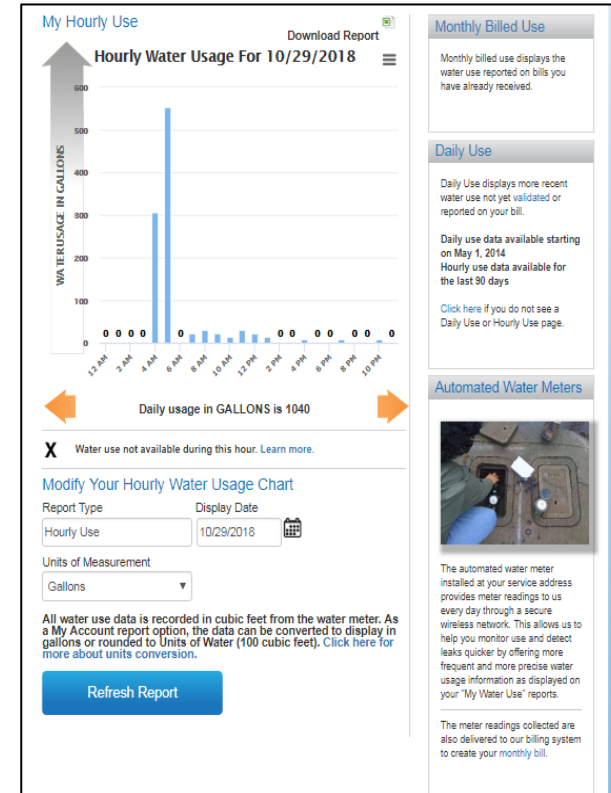 My Hourly Use
Download Report
Hourly Water Usage For 10/29/2018
WATER USAGE IN GALLONS
600
500
400
300
200
100
0
0 0 0 0 0 0 0 0 0 0 0 0
12 AM 2 AM 4 AM 6 AM 8 AM 10 AM 12 PM 2 PM 4 PM 6 PM 8 PM 10 PM
Daily usage in GALLONS is 1040
X Water use not available during this hour. Learn more.
Modify Your Hourly Water Usage Chart
Report Type Display Date
Hourly Use 10/29/2018
Units of Measurement
Gallons
All water use data is recorded in cubic feet from the water meter. As
a My Account report option, the data can be converted to display in
gallons or rounded to Units of Water (100 cubic feet). Click here for
more about units conversion.
Refresh Report
Monthly Billed Use
Monthly billed use displays the
water use reported on bills you
have already received.
Daily Use
Daily Use displays more recent
water use not yet validated or
reported on your bill.
Daily use data available starting
on May 1, 2014
Hourly use data available for
the last 90 days
Click here if you do not see a
Daily Use or Hourly Use page.
Automated Water Meters
The automated water meter
installed at your service address
provides meter readings to us
every day through a secure
wireless network. This allows us to
help you monitor use and detect
leaks quicker by offering more
frequent and more precise water
usage information as displayed on
your "My Water Use" reports.
The meter readings collected are
also delivered to our billing system
to create your monthly bill.